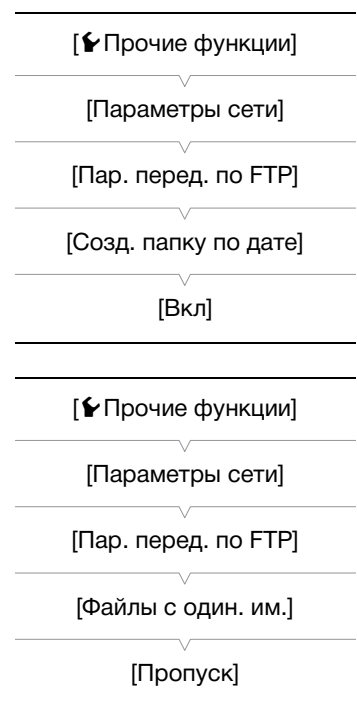 [Прочие функции]
[Параметры сети]
[Пар. перед. по FTP]
[Созд. папку по дате]
[Вкл]
[Прочие функции]
[Параметры сети]
[Пар. перед. по FTP]
[Файлы с один. им.]
[Пропуск]